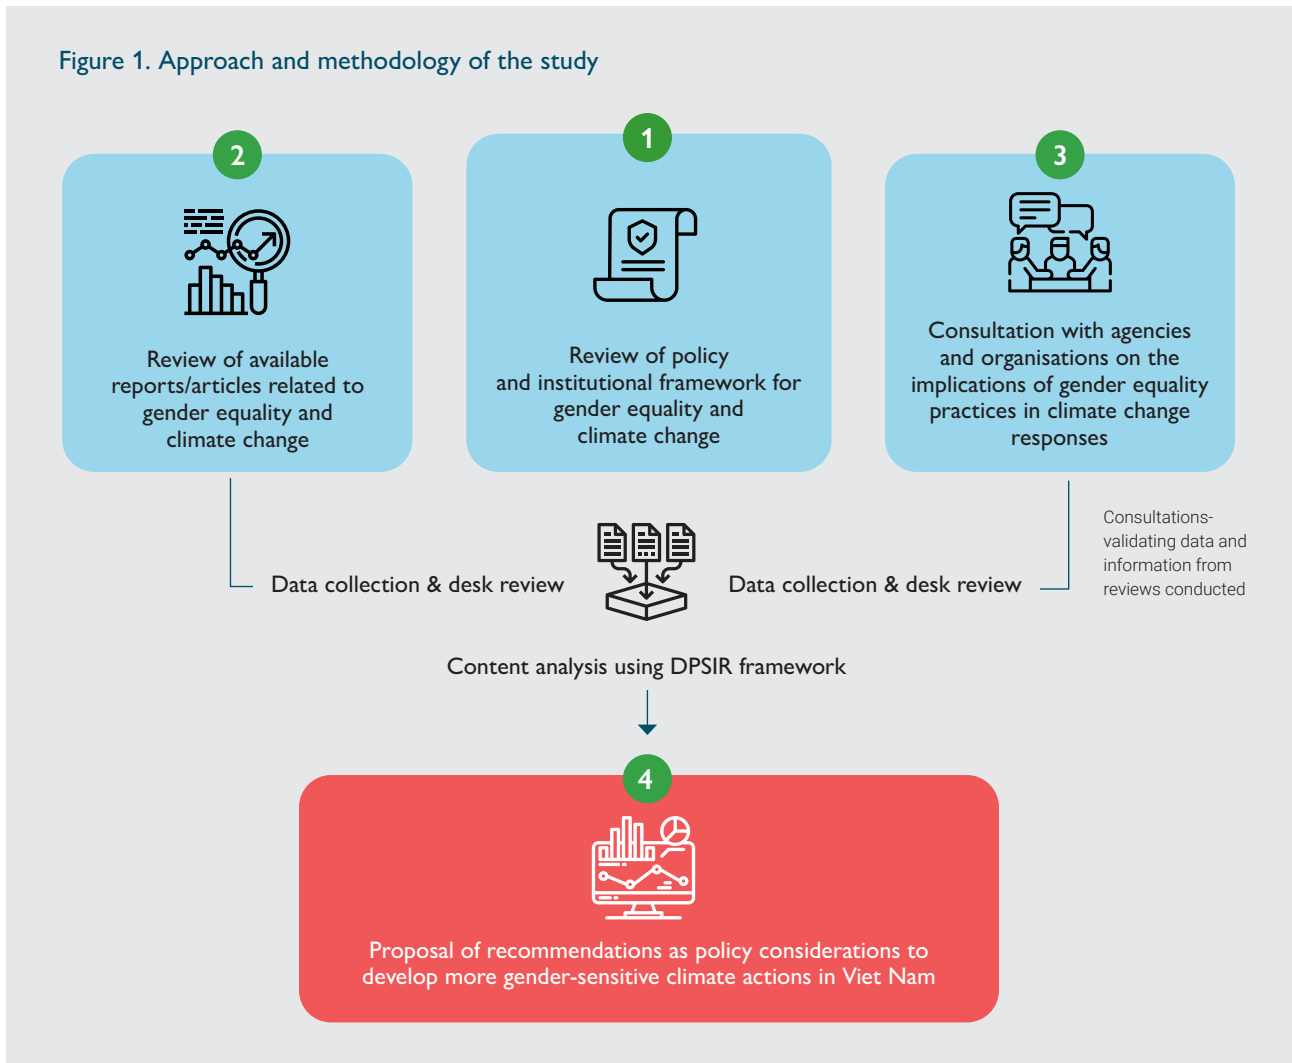 Figure 1. Approach and methodology of the study
2
Review of available
reports/articles related to
gender equality and
climate change
1
Review of policy
and institutional framework for
gender equality and
climate change
3
Consultation with agencies
and organisations on the
implications of gender equality
practices in climate change
responses
Data collection & desk review
Data collection & desk review
Consultations-
validating data and
information from
reviews conducted
Content analysis using DPSIR framework
4
Proposal of recommendations as policy considerations to
develop more gender-sensitive climate actions in Viet Nam